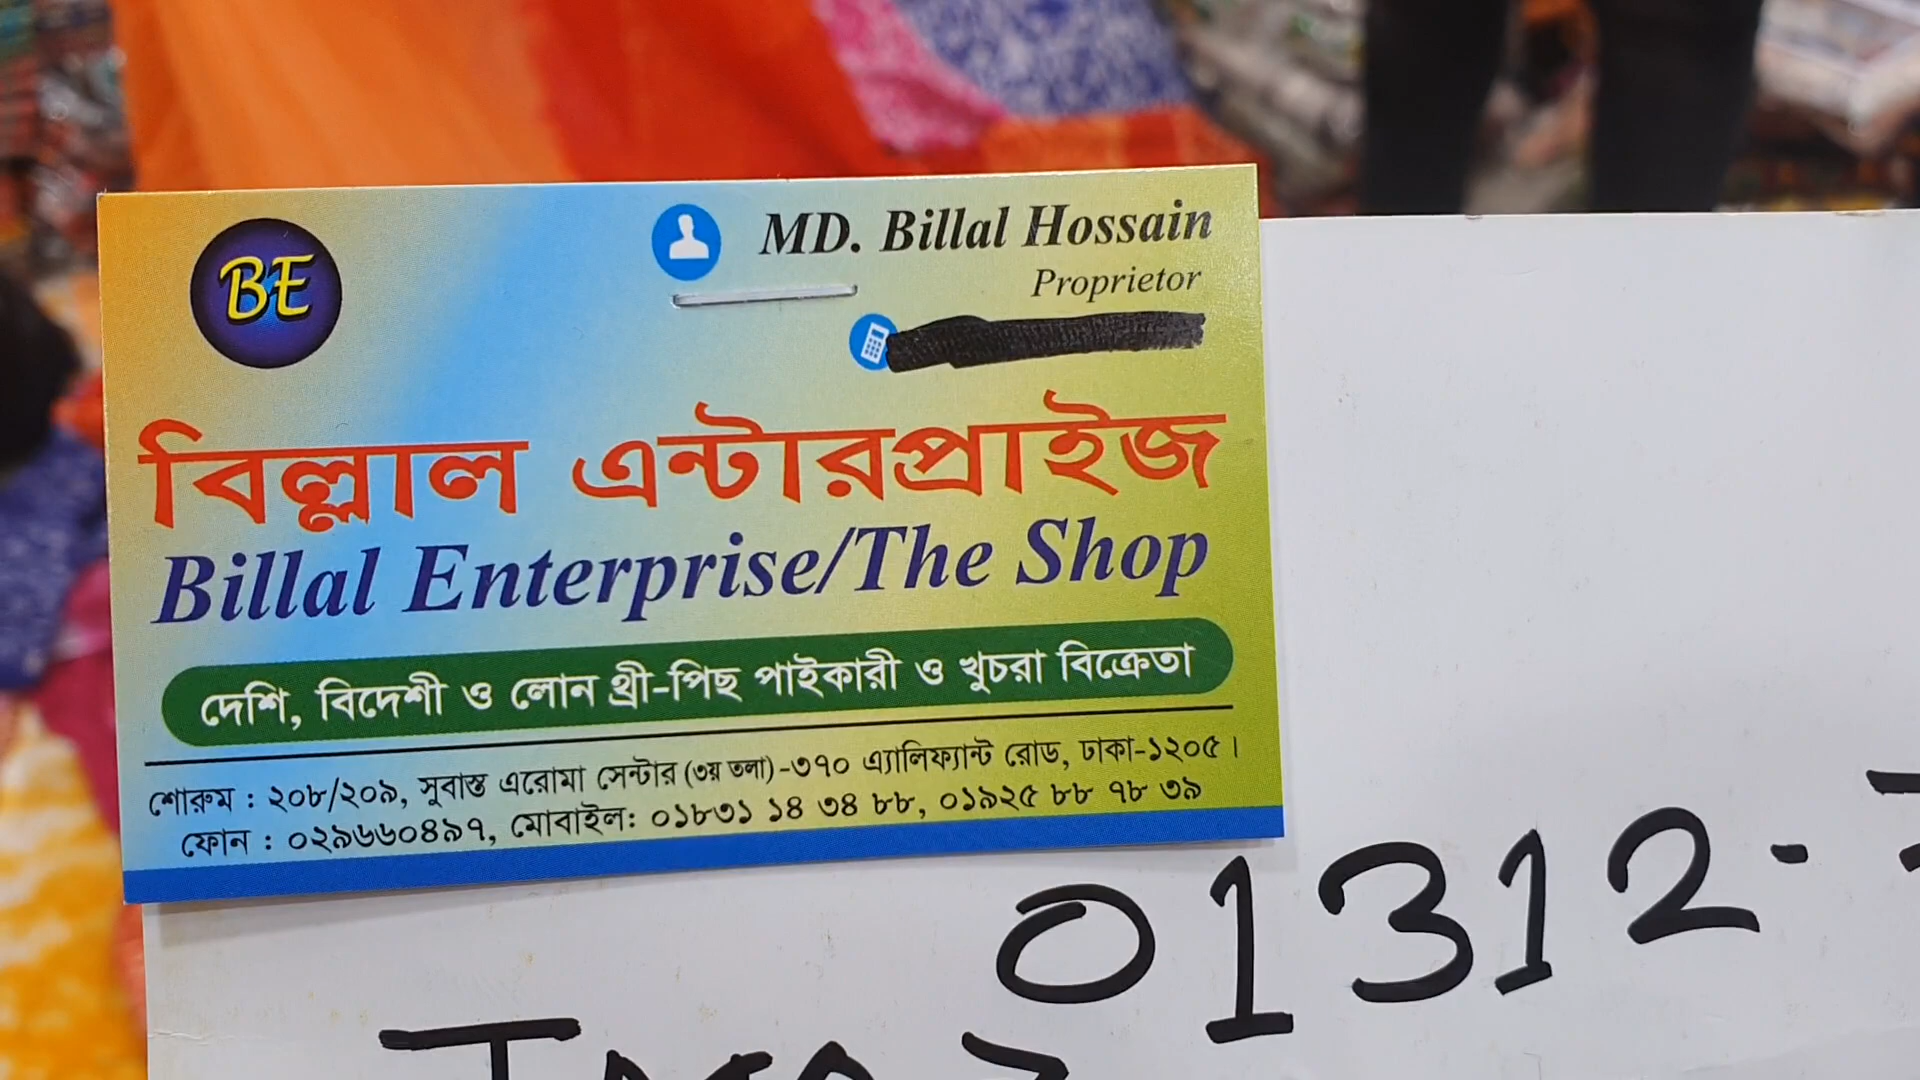 BE
MD. Billal Hossain
Proprietor
বিল্লাল এন্টারপ্রাইজ
Billal Enterprise/The Shop
দেশি, বিদেশী ও লোন থ্রী-পিছ পাইকারী ও খুচরা বিক্রেতা
শোরুম : ২০৮/২০৯, সুবাস্ত এরোমা সেন্টার (৩য় তলা)-৩৭০ এ্যালিফ্যান্ট রোড, ঢাকা-১২০৫।
ফোন : ০২৯৬৬০৪৯৭, মোবাইল: ০১৮৩১ ১৪ ৩৪ ৮৮, ০১৯২৫ ৮৮ ৭৮ ৩৯
01312-